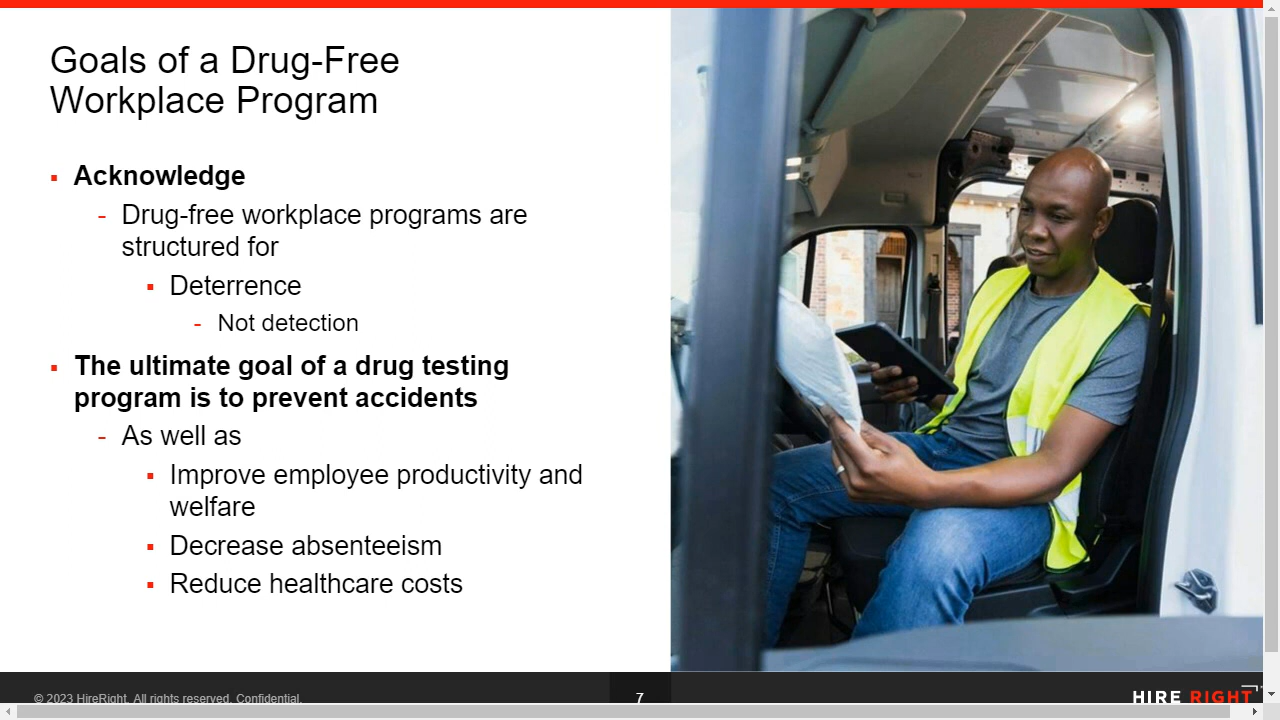 Goals of a Drug-Free
Workplace Program
Acknowledge
- Drug-free workplace programs are
structured for
Deterrence
- Not detection
The ultimate goal of a drug testing
program is to prevent accidents
- As well as
Improve employee productivity and
welfare
Decrease absenteeism
Reduce healthcare costs
© 2023 HireRight. All rights reserved. Confidential.
7
HIRE RIGHT